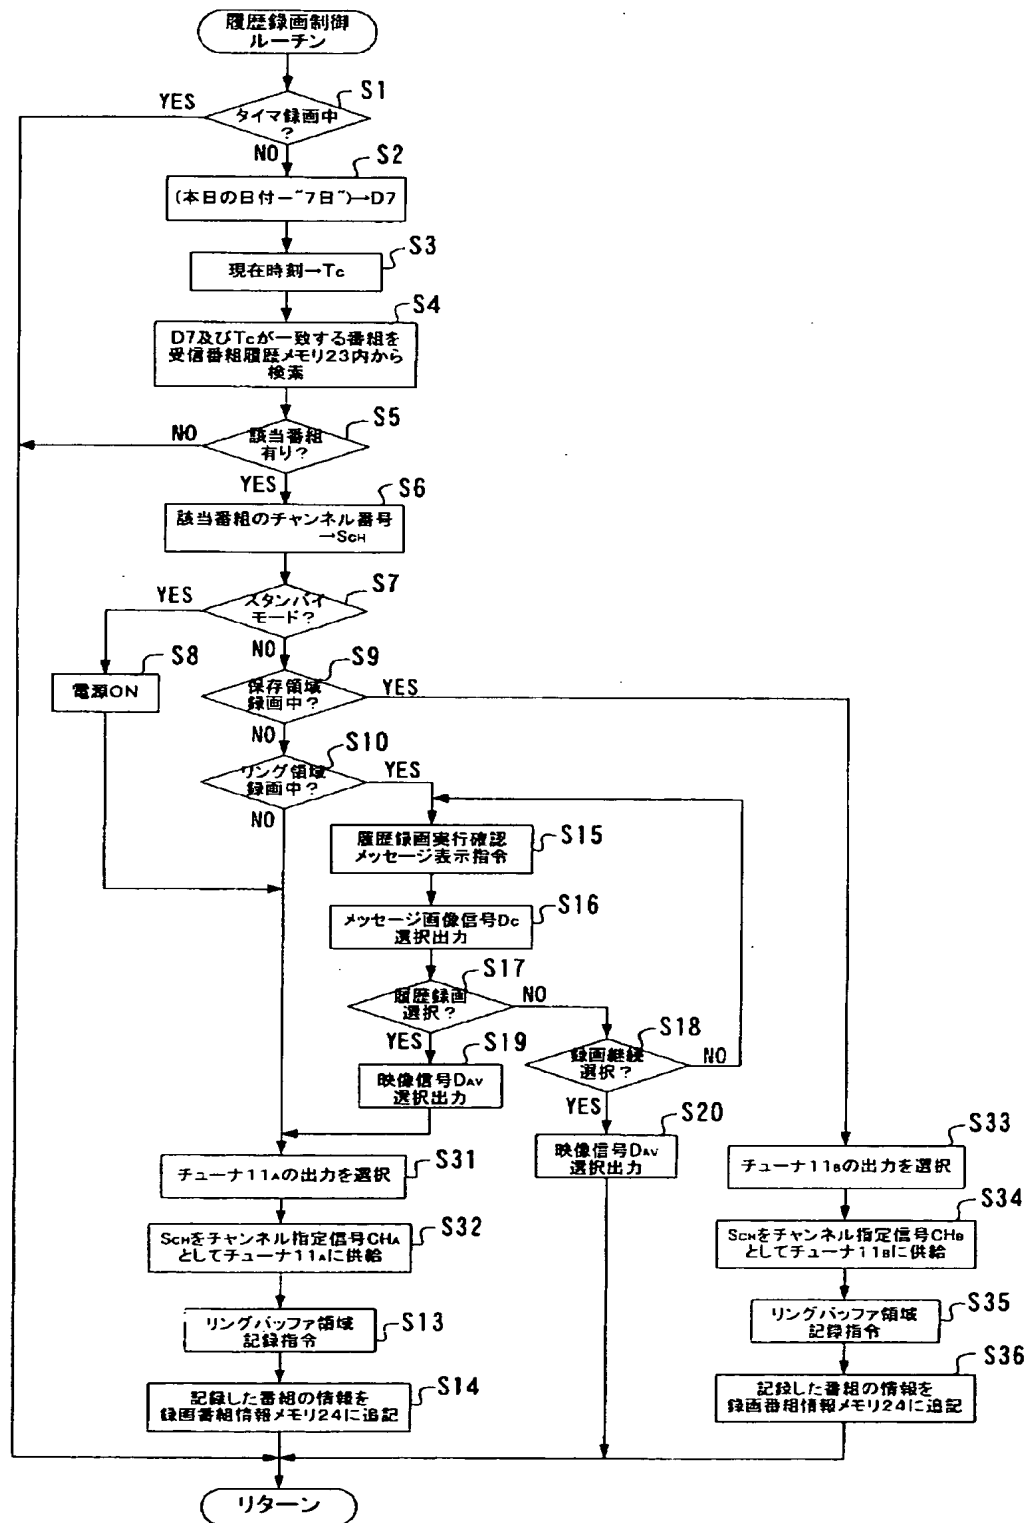 履歴録画制御
ルーチン
S1
YES
タイマ録画中
?
NO
S2
(本日の日付ー"7日")→D7
S3
現在時刻→Tc
S4
D7及びTcが一致する番組を
受信番組履歴メモリ23内から
検索
S5
NO
該当番組
有り?
YES
S6
該当番組のチャンネル番号
→SCH
S7
YES
スタンバイ
モード?
NO
S8
電源ON
S9
保存領域
録画中?
YES
NO
S10
リング領域
録画中?
YES
NO
S15
履歴録画実行確認
メッセージ表示指令
S16
メッセージ画像信号Dc
選択出力
S17
履歴録画
選択?
NO
YES
S18
録画継続
選択?
NO
YES
S19
映像信号DAV
選択出力
S20
映像信号DAV
選択出力
S31
チューナ11Aの出力を選択
S32
SCHをチャンネル指定信号CHA
としてチューナ11Aに供給
S13
リングバッファ領域
記録指令
S14
記録した番組の情報を
録画番組情報メモリ24に追記
S33
チューナ11Bの出力を選択
S34
SCHをチャンネル指定信号CHB
としてチューナ11Bに供給
S35
リングバッファ領域
記録指令
S36
記録した番組の情報を
録画番組情報メモリ24に追記
リターン